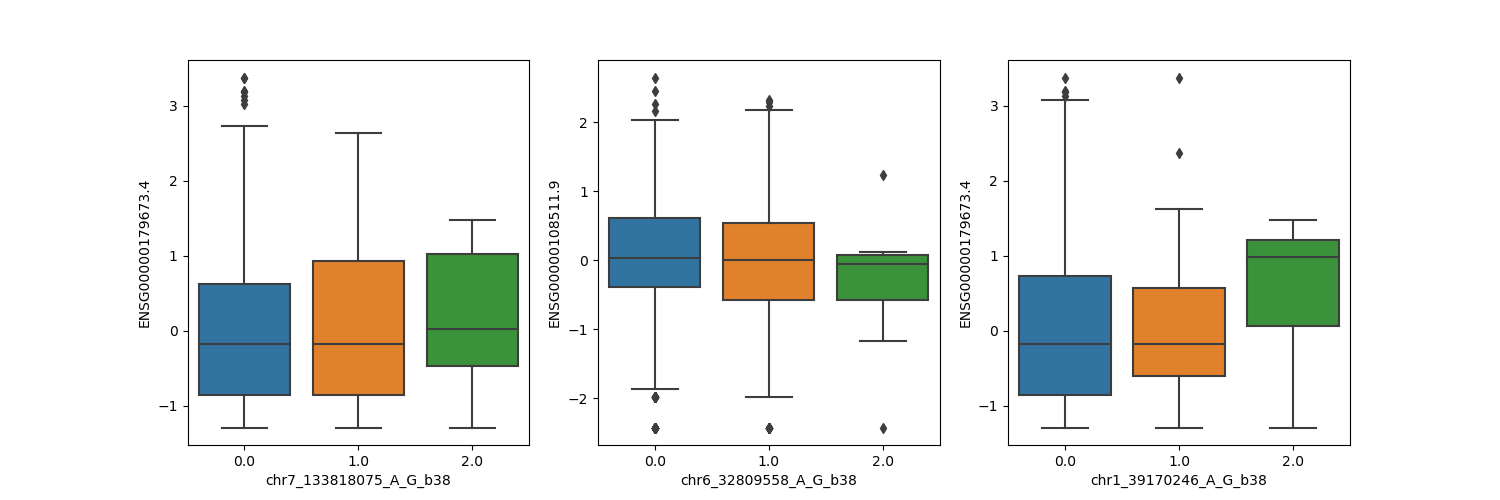 ENSG00000179673.4
3
2
1
0
−1
0.0 1.0 2.0
chr7_133818075_A_G_b38
ENSG00000108511.9
2
1
0
−1
−2
0.0 1.0 2.0
chr6_32809558_A_G_b38
ENSG00000179673.4
3
2
1
0
−1
0.0 1.0 2.0
chr1_39170246_A_G_b38